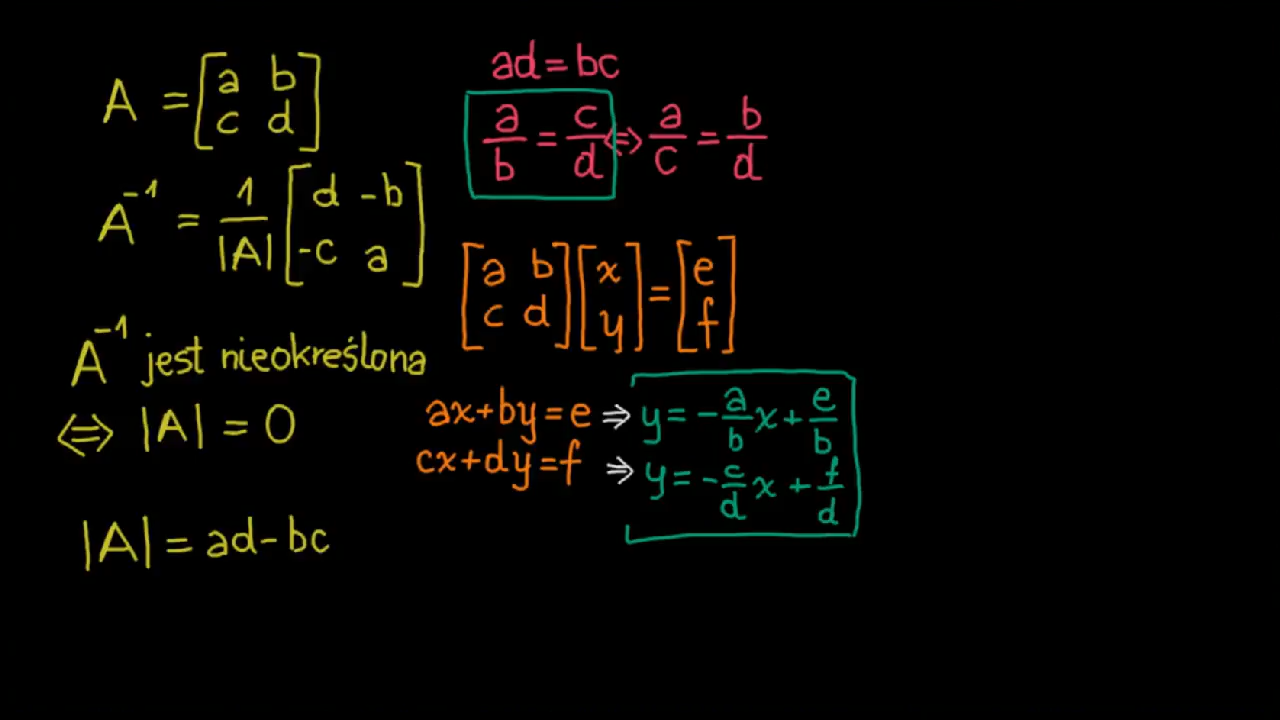 A = [a b
c d]
A⁻¹ = 1/|A| [d -b
-c a]
A⁻¹ jest nieokreślona
⇔ |A| = 0
|A| = ad-bc
ad=bc
a/b = c/d ⇔ a/c = b/d
[a b
c d] [x
y] = [e
f]
ax+by=e ⇒ y = -a/b x + e/b
cx+dy=f ⇒ y = -c/d x + f/d